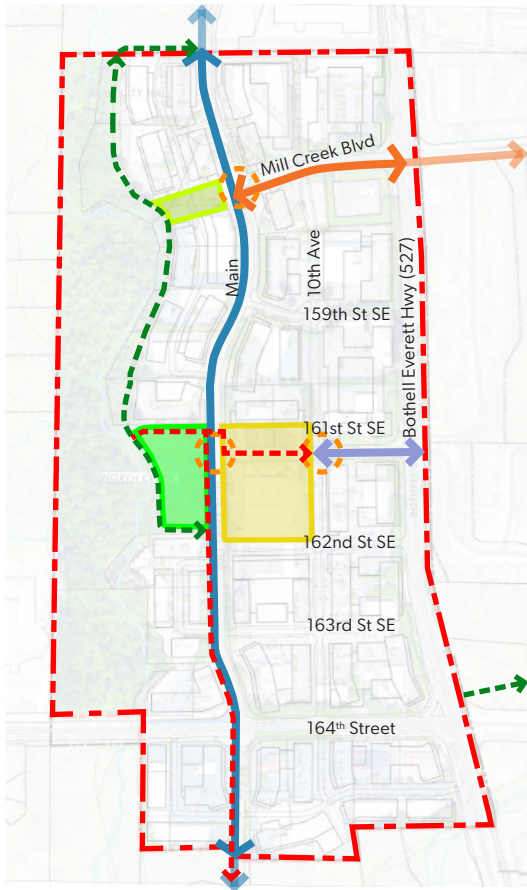 Mill Creek Blvd
Main
10th Ave
Bothell Everett Hwy (527)
159th St SE
161st St SE
162nd St SE
163rd St SE
164th Street